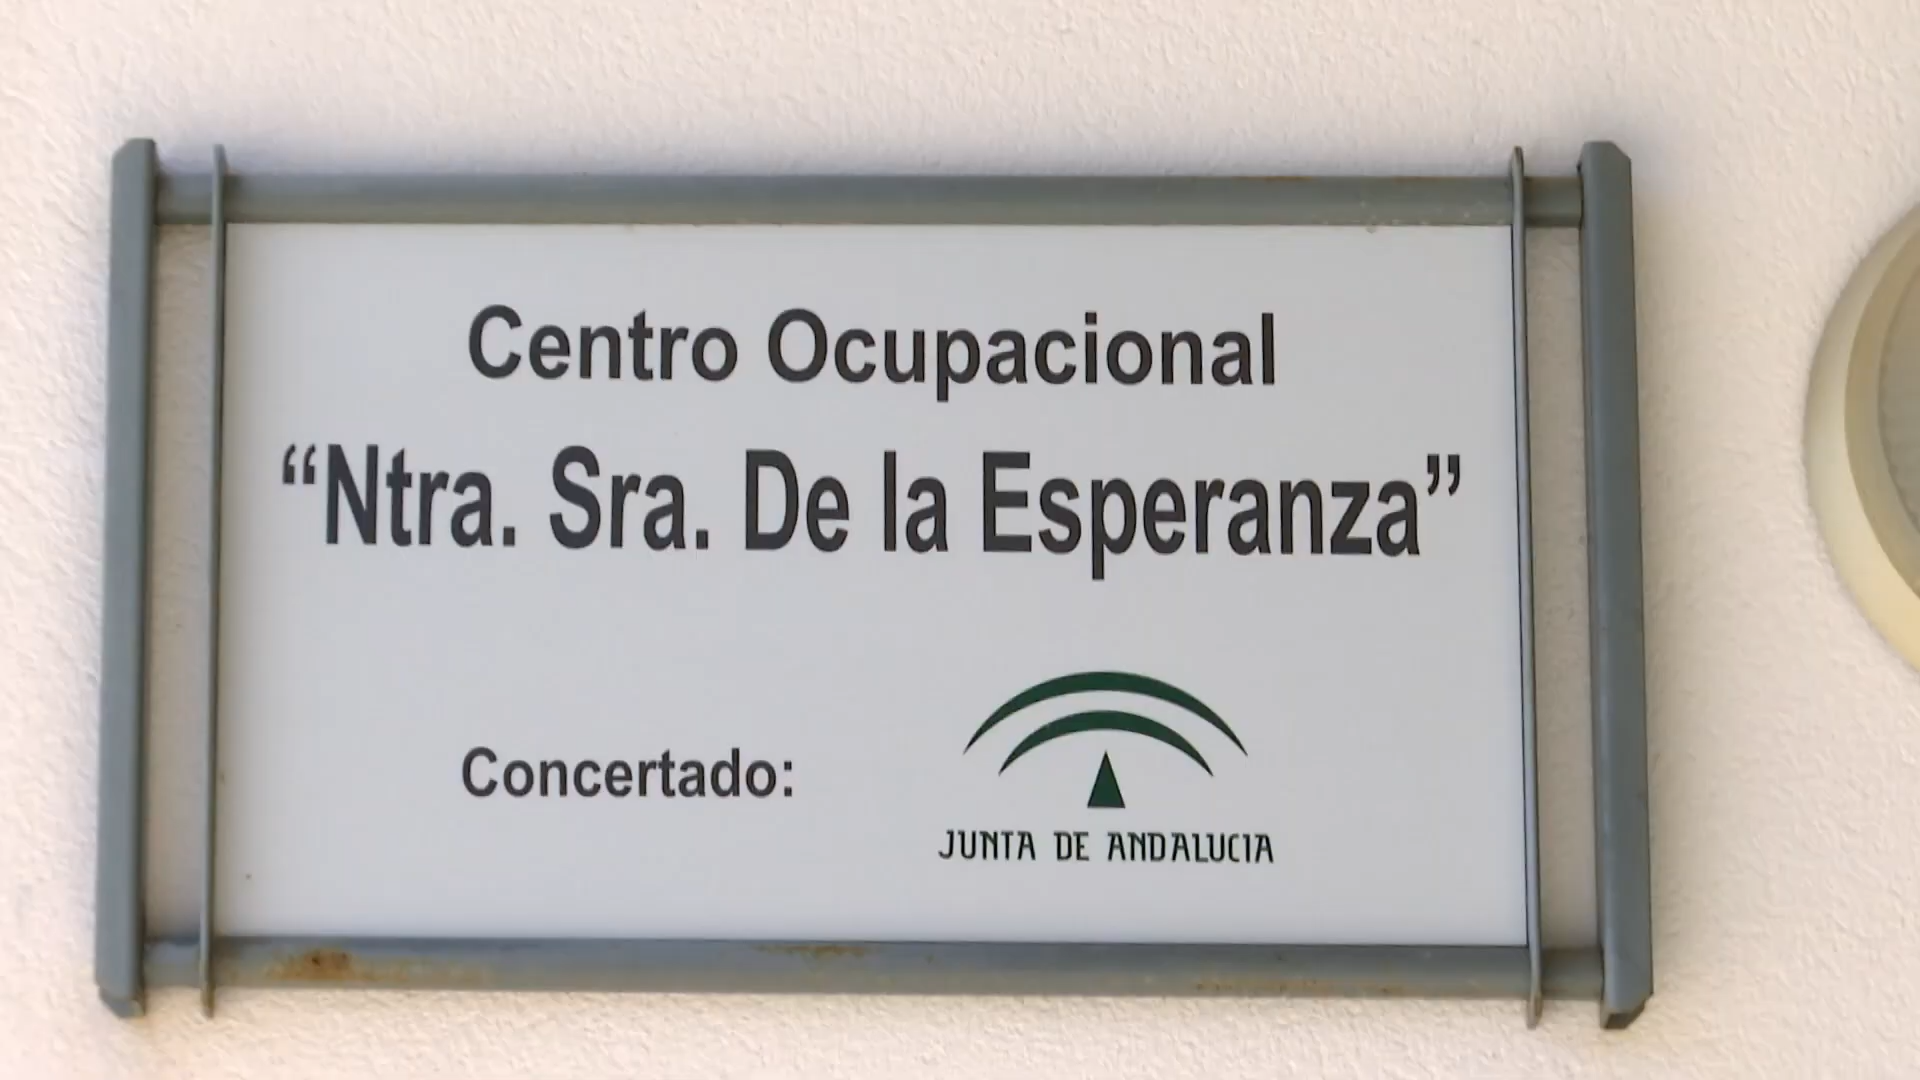 Centro Ocupacional
“Ntra. Sra. De la Esperanza”
Concertado:
JUNTA DE ANDALUCIA